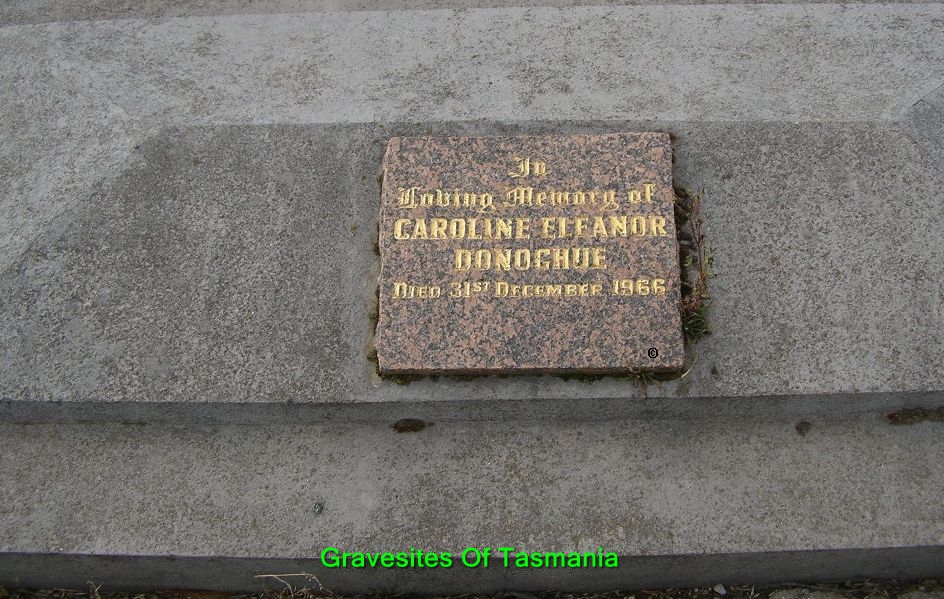 In
Loving Memory of
CAROLINE ELEANOR
DONOGHUE
DIED 31ST DECEMBER 1966
Gravesites Of Tasmania